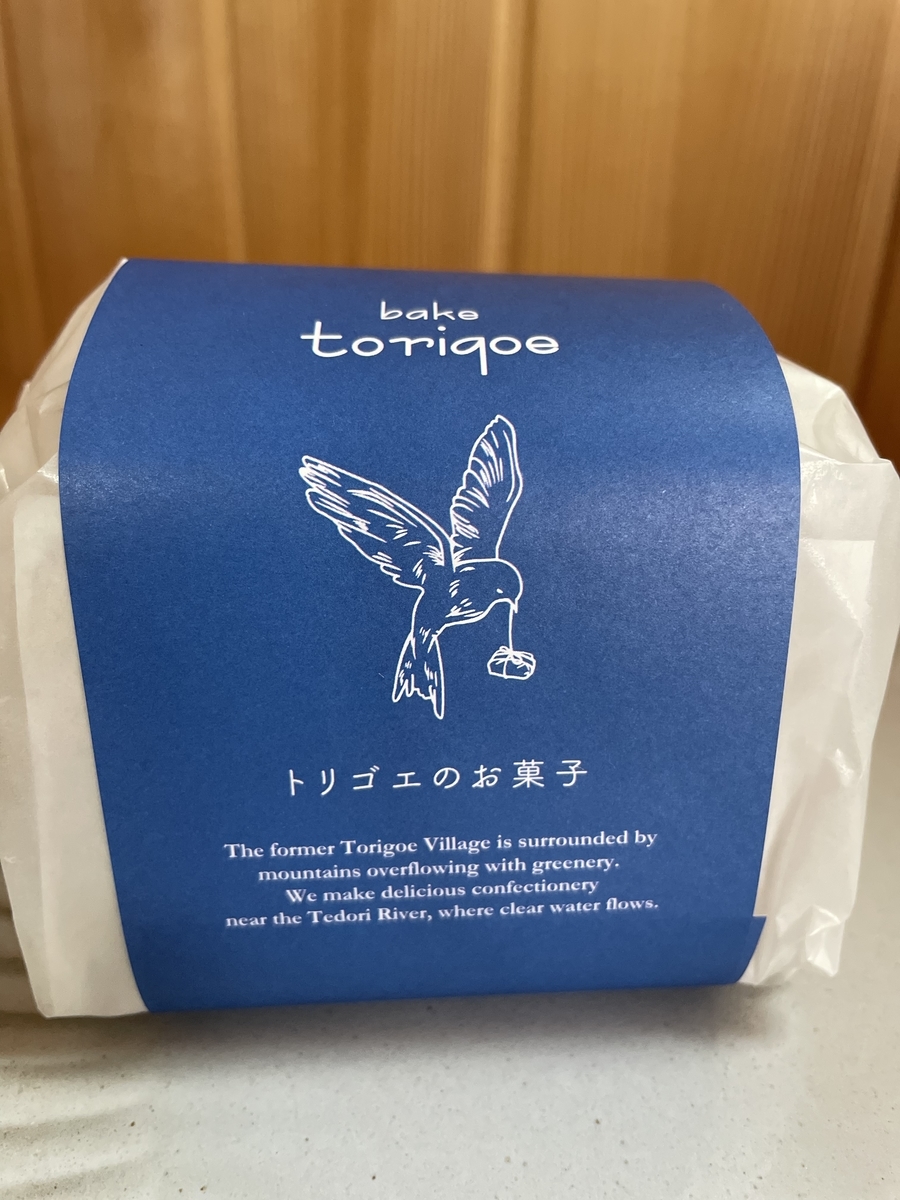 bake
torigoe
トリゴエのお菓子
The former Torigoe Village is surrounded by
mountains overflowing with greenery.
We make delicious confectionery
near the Tedori River, where clear water flows.